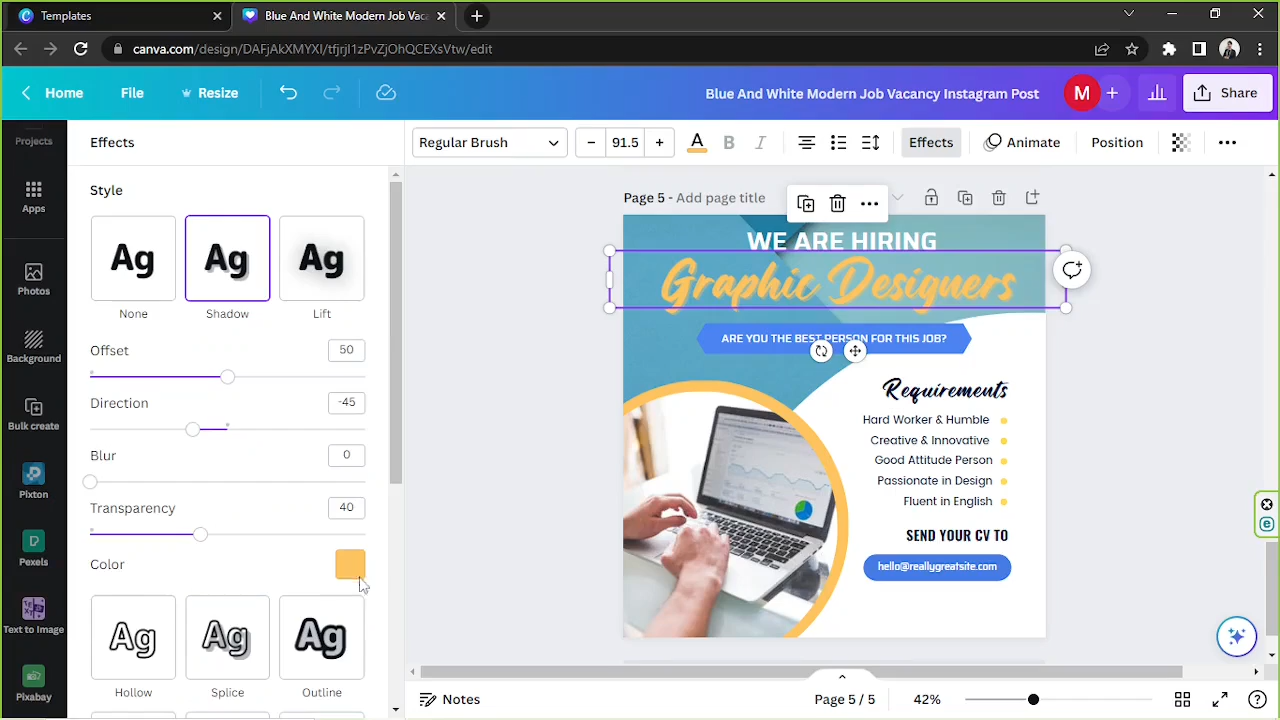 Templates
Blue And White Modern Job Vaca
canva.com/design/DAFjAkXMYXI/tfjrjI1zPvZjOhQCEXsVtw/edit
Home
File
Resize
Blue And White Modern Job Vacancy Instagram Post
M
Share
Projects
Apps
Photos
Background
Bulk create
Pixton
Pexels
Text to Image
Pixabay
Effects
Style
Ag Ag Ag
None Shadow Lift
Offset 50
Direction -45
Blur 0
Transparency 40
Color
Ag Ag Ag
Hollow Splice Outline
Regular Brush
– 91.5 +
A B I
Effects
Animate
Position
Page 5 - Add page title
WE ARE HIRING
Graphic Designers
ARE YOU THE BEST PERSON FOR THIS JOB?
Requirements
Hard Worker & Humble
Creative & Innovative
Good Attitude Person
Passionate in Design
Fluent in English
SEND YOUR CV TO
hello@reallygreatsite.com
Notes
Page 5 / 5
42%